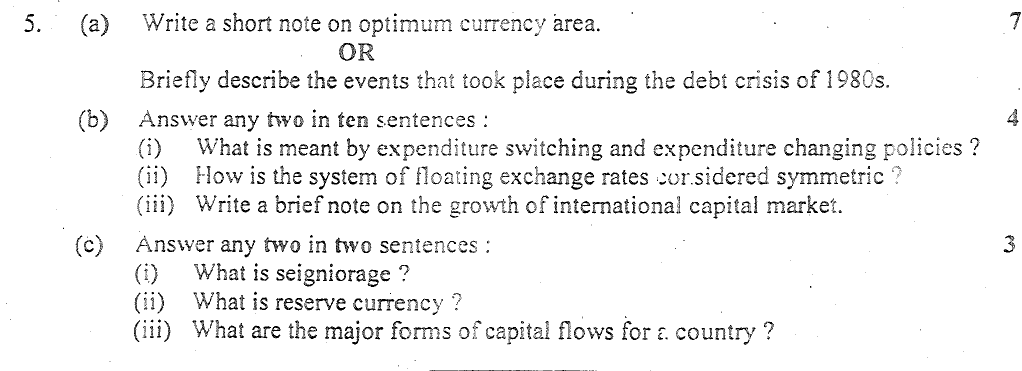 5. (a) Write a short note on optimum currency area. 7
OR
Briefly describe the events that took place during the debt crisis of 1980s.
(b) Answer any two in ten sentences : 4
(i) What is meant by expenditure switching and expenditure changing policies ?
(ii) How is the system of floating exchange rates considered symmetric ?
(iii) Write a brief note on the growth of international capital market.
(c) Answer any two in two sentences : 3
(i) What is seigniorage ?
(ii) What is reserve currency ?
(iii) What are the major forms of capital flows for a country ?